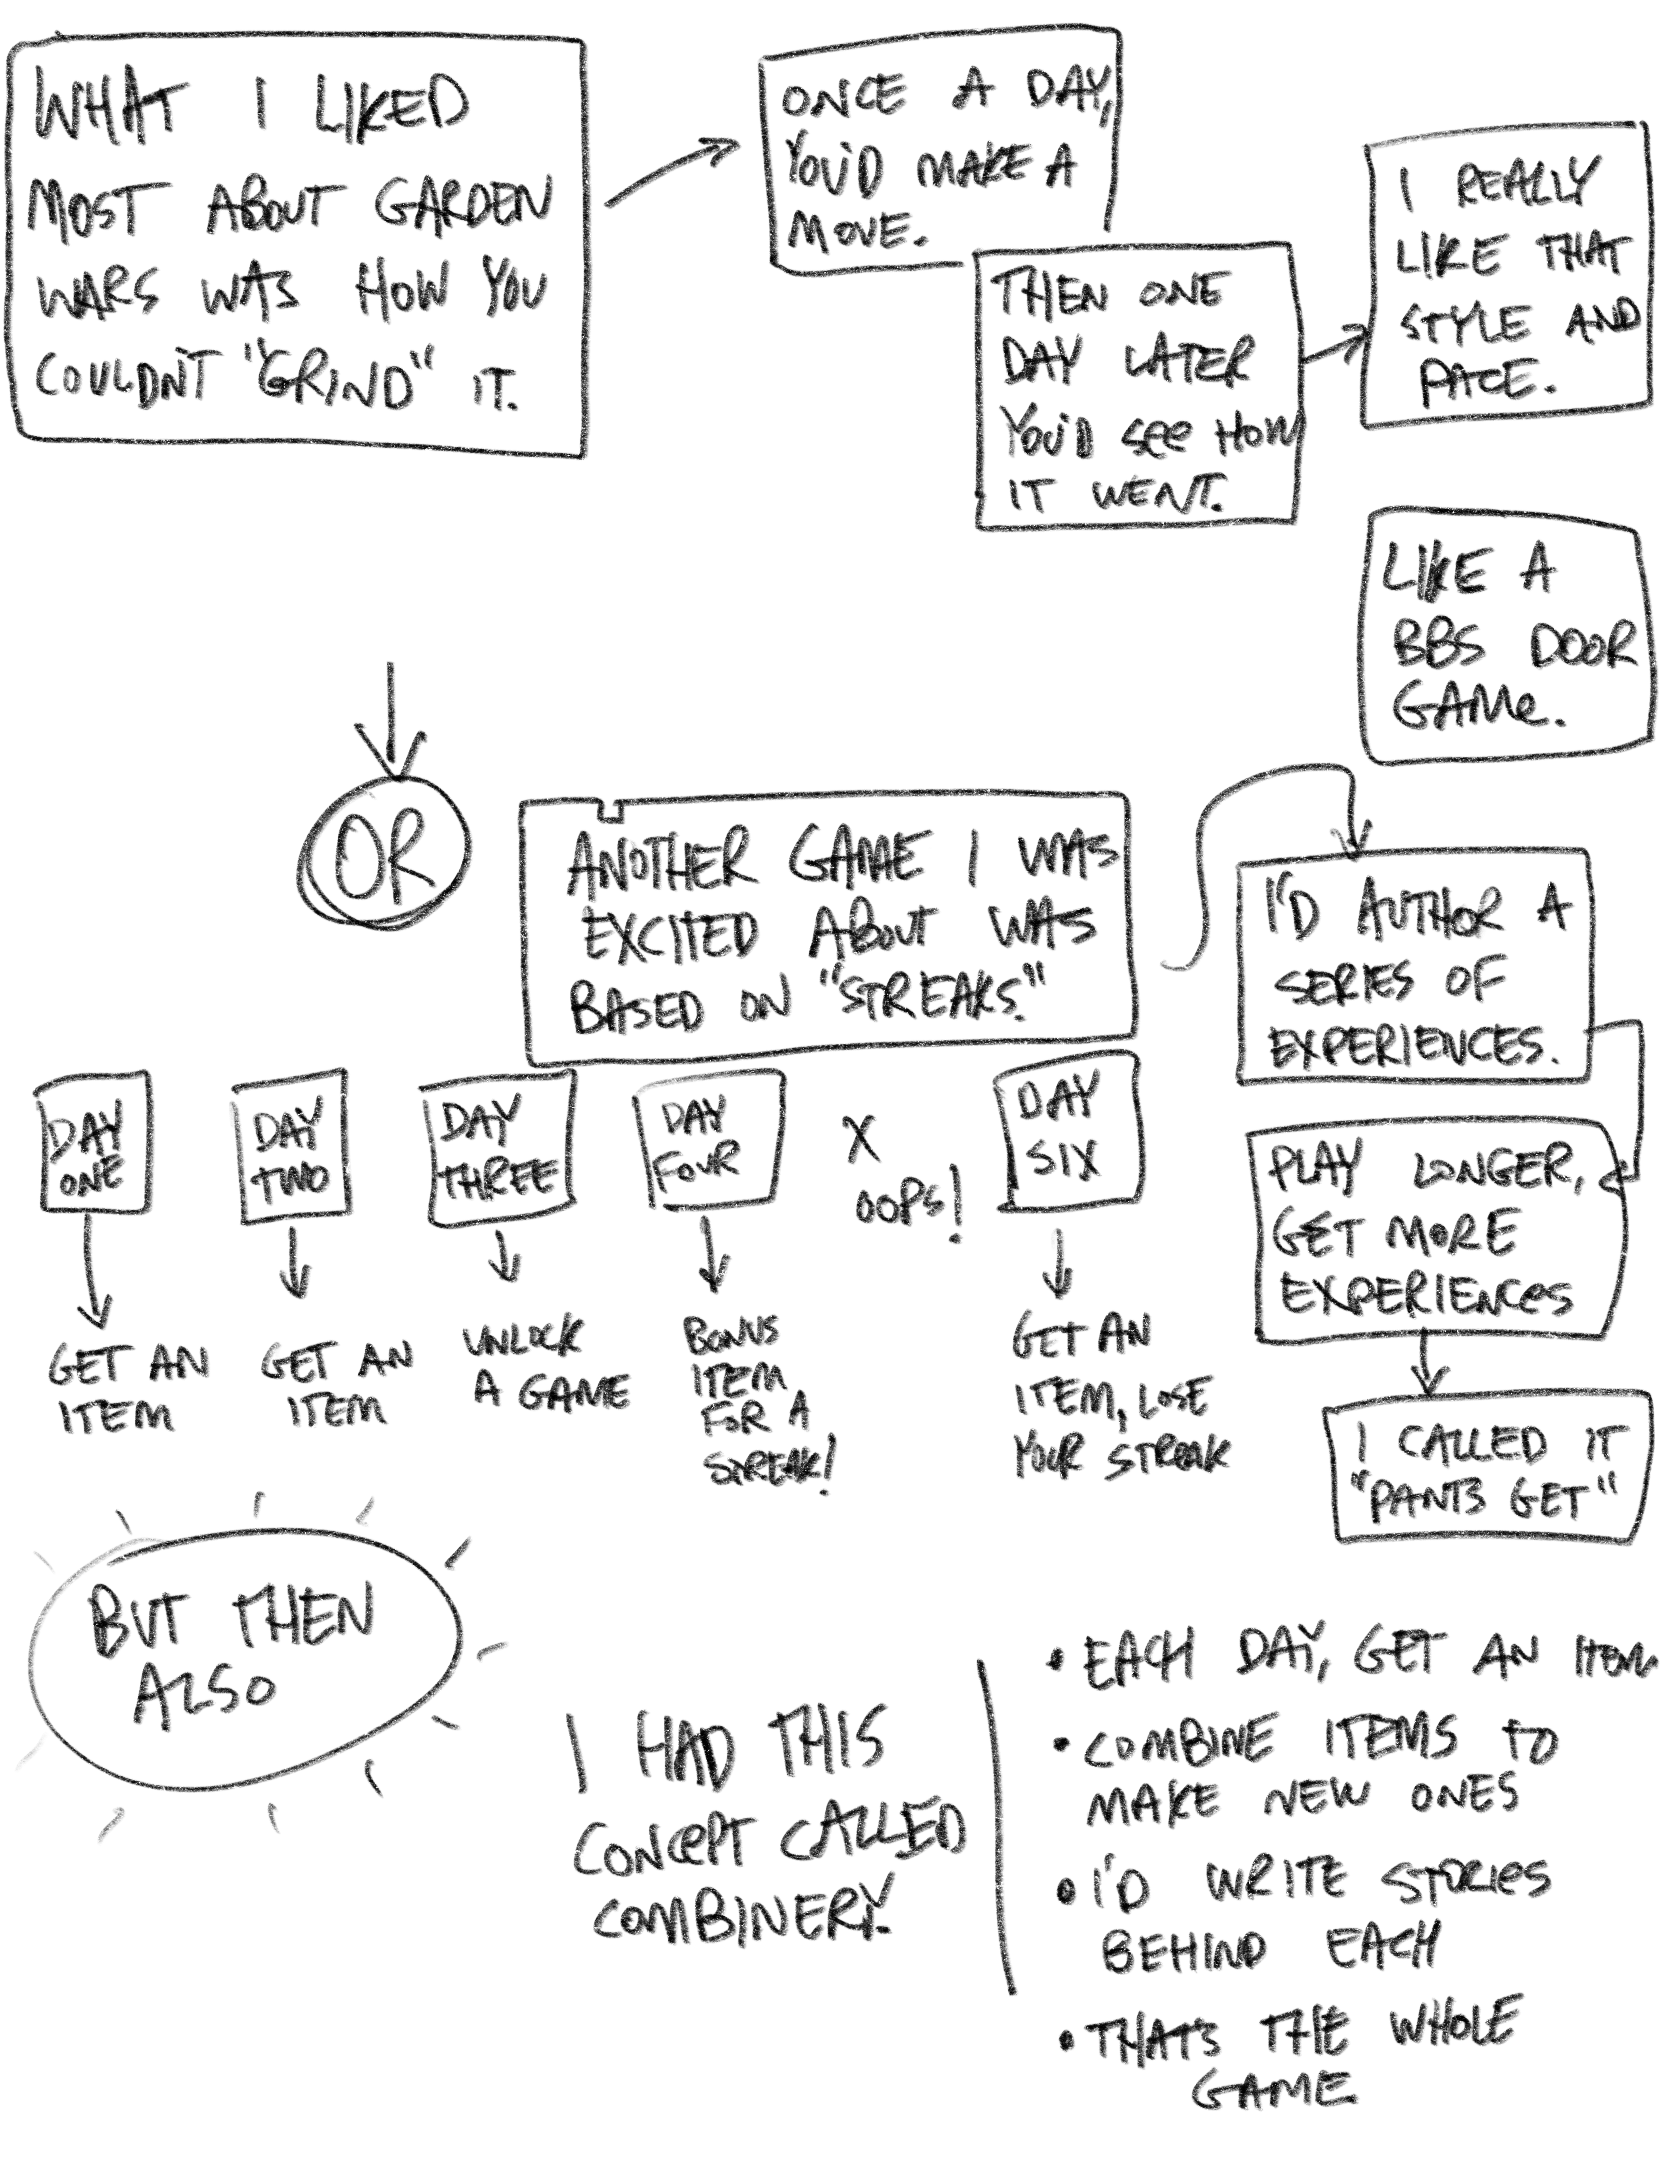 WHAT I LIKED
MOST ABOUT GARDEN
WARS WAS HOW YOU
COULDN'T "GRIND" IT.
ONCE A DAY,
YOU'D MAKE A
MOVE.
THEN ONE
DAY LATER
YOU'D SEE HOW
IT WENT.
I REALLY
LIKE THAT
STYLE AND
PACE.
LIKE A
BBS DOOR
GAME.
OR
ANOTHER GAME I WAS
EXCITED ABOUT WAS
BASED ON "STREAKS."
I'D AUTHOR A
SERIES OF
EXPERIENCES.
PLAY LONGER,
GET MORE
EXPERIENCES
I CALLED IT
"PANTS GET"
DAY
ONE
GET AN
ITEM
DAY
TWO
GET AN
ITEM
DAY
THREE
UNLOCK
A GAME
DAY
FOUR
BONUS
ITEM
FOR A
STREAK!
X
OOPS!
DAY
SIX
GET AN
ITEM, LOSE
YOUR STREAK
BUT THEN
ALSO
I HAD THIS
CONCEPT CALLED
COMBINERY.
• EACH DAY, GET AN ITEM
• COMBINE ITEMS TO
MAKE NEW ONES
• I'D WRITE STORIES
BEHIND EACH
• THAT'S THE WHOLE
GAME